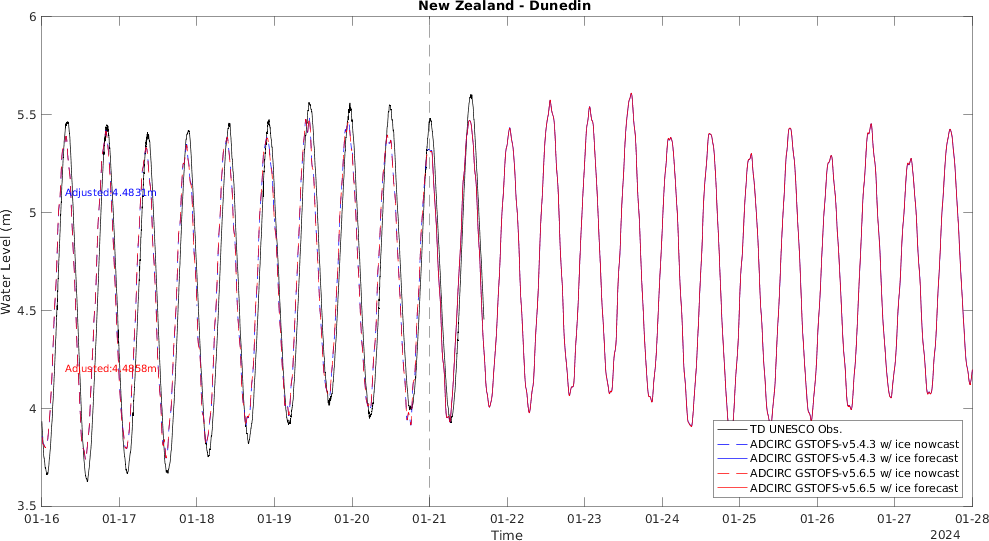 New Zealand - Dunedin
6
5.5
5
4.5
4
3.5
Water Level (m)
Adjusted:4.4831m
Adjusted:4.4858m
TD UNESCO Obs.
ADCIRC GSTOFS-v5.4.3 w/ ice nowcast
ADCIRC GSTOFS-v5.4.3 w/ ice forecast
ADCIRC GSTOFS-v5.6.5 w/ ice nowcast
ADCIRC GSTOFS-v5.6.5 w/ ice forecast
01-16 01-17 01-18 01-19 01-20 01-21 01-22 01-23 01-24 01-25 01-26 01-27 01-28
Time
2024